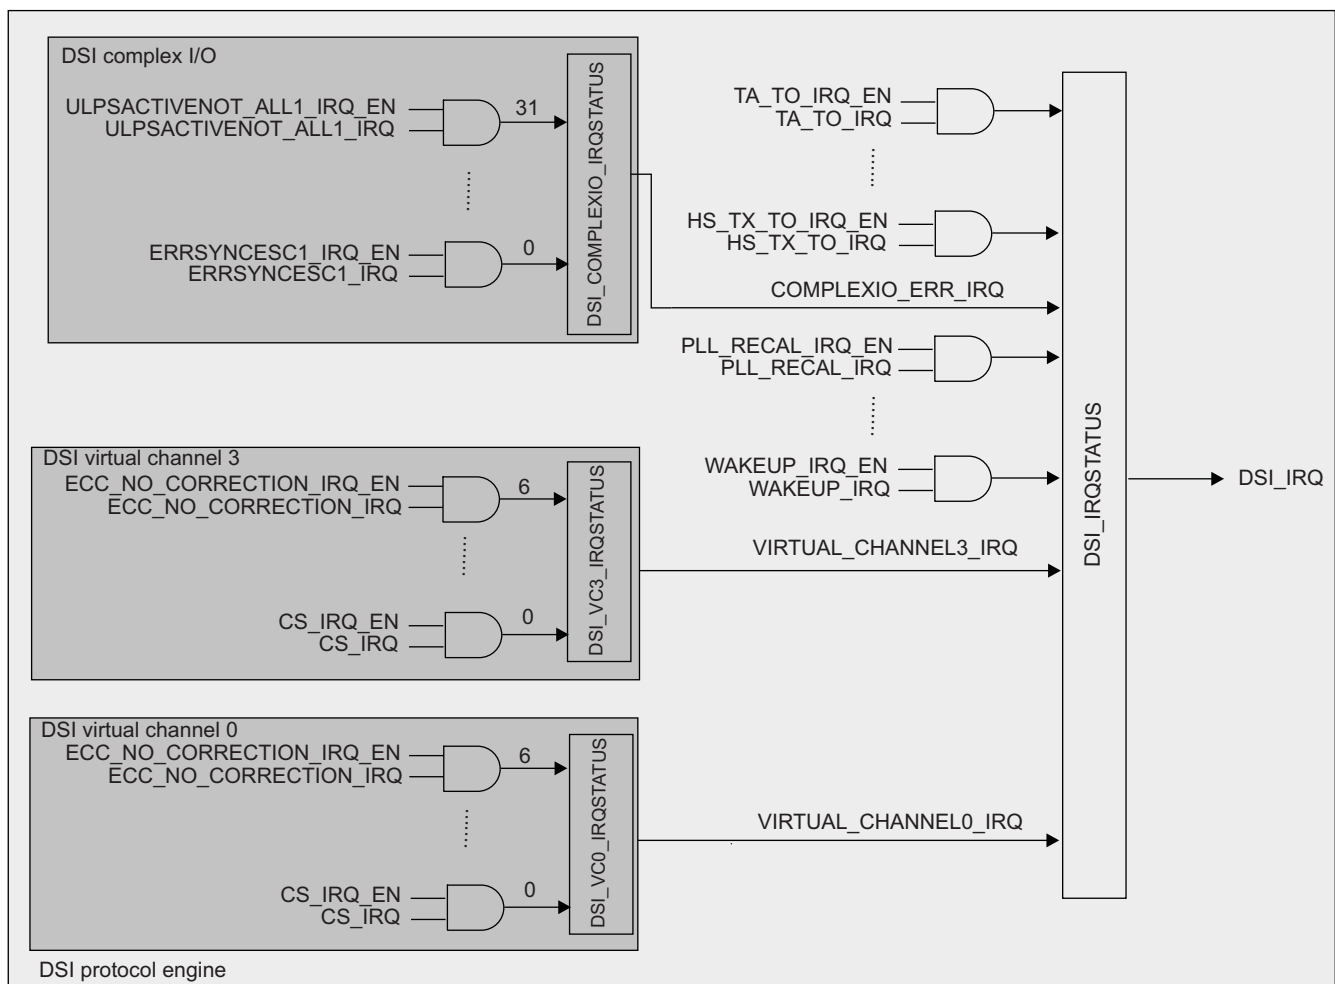 DSI complex I/O
ULPSACTIVENOT_ALL1_IRQ_EN
ULPSACTIVENOT_ALL1_IRQ
31
ERRSYNCESC1_IRQ_EN
ERRSYNCESC1_IRQ
0
DSI_COMPLEXIO_IRQSTATUS
TA_TO_IRQ_EN
TA_TO_IRQ
HS_TX_TO_IRQ_EN
HS_TX_TO_IRQ
COMPLEXIO_ERR_IRQ
PLL_RECAL_IRQ_EN
PLL_RECAL_IRQ
WAKEUP_IRQ_EN
WAKEUP_IRQ
DSI virtual channel 3
ECC_NO_CORRECTION_IRQ_EN
ECC_NO_CORRECTION_IRQ
6
CS_IRQ_EN
CS_IRQ
0
DSI_VC3_IRQSTATUS
VIRTUAL_CHANNEL3_IRQ
DSI virtual channel 0
ECC_NO_CORRECTION_IRQ_EN
ECC_NO_CORRECTION_IRQ
6
CS_IRQ_EN
CS_IRQ
0
DSI_VC0_IRQSTATUS
VIRTUAL_CHANNEL0_IRQ
DSI_IRQSTATUS
DSI_IRQ
DSI protocol engine